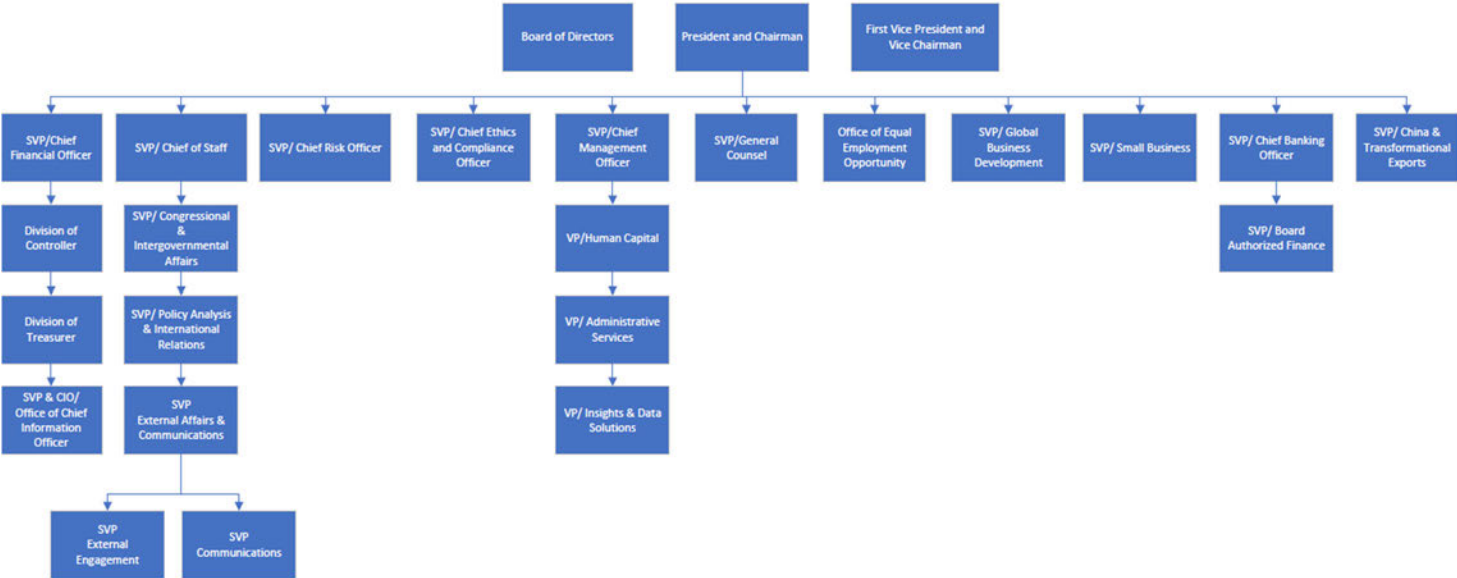 Board of Directors
President and Chairman
First Vice President and
Vice Chairman
SVP/Chief
Financial Officer
SVP/ Chief of Staff
SVP/ Chief Risk Officer
SVP/ Chief Ethics
and Compliance
Officer
SVP/Chief
Management
Officer
SVP/General
Counsel
Office of Equal
Employment
Opportunity
SVP/ Global
Business
Development
SVP/ Small Business
SVP/ Chief Banking
Officer
SVP/ China &
Transformational
Exports
Division of
Controller
SVP/ Congressional
&
Intergovernmental
Affairs
VP/Human Capital
SVP/ Board
Authorized Finance
Division of
Treasurer
SVP/ Policy Analysis
& International
Relations
VP/ Administrative
Services
SVP & CIO/
Office of Chief
Information
Officer
SVP
External Affairs &
Communications
VP/ Insights & Data
Solutions
SVP
External
Engagement
SVP
Communications